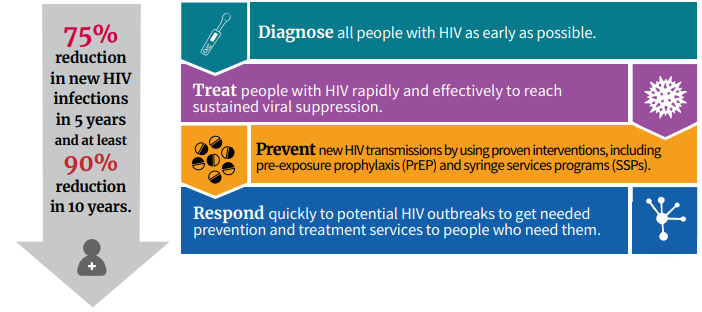 75%
reduction
in new HIV
infections
in 5 years
and at least
90%
reduction
in 10 years.
Diagnose all people with HIV as early as possible.
Treat people with HIV rapidly and effectively to reach
sustained viral suppression.
Prevent new HIV transmissions by using proven interventions, including
pre-exposure prophylaxis (PrEP) and syringe services programs (SSPs).
Respond quickly to potential HIV outbreaks to get needed
prevention and treatment services to people who need them.